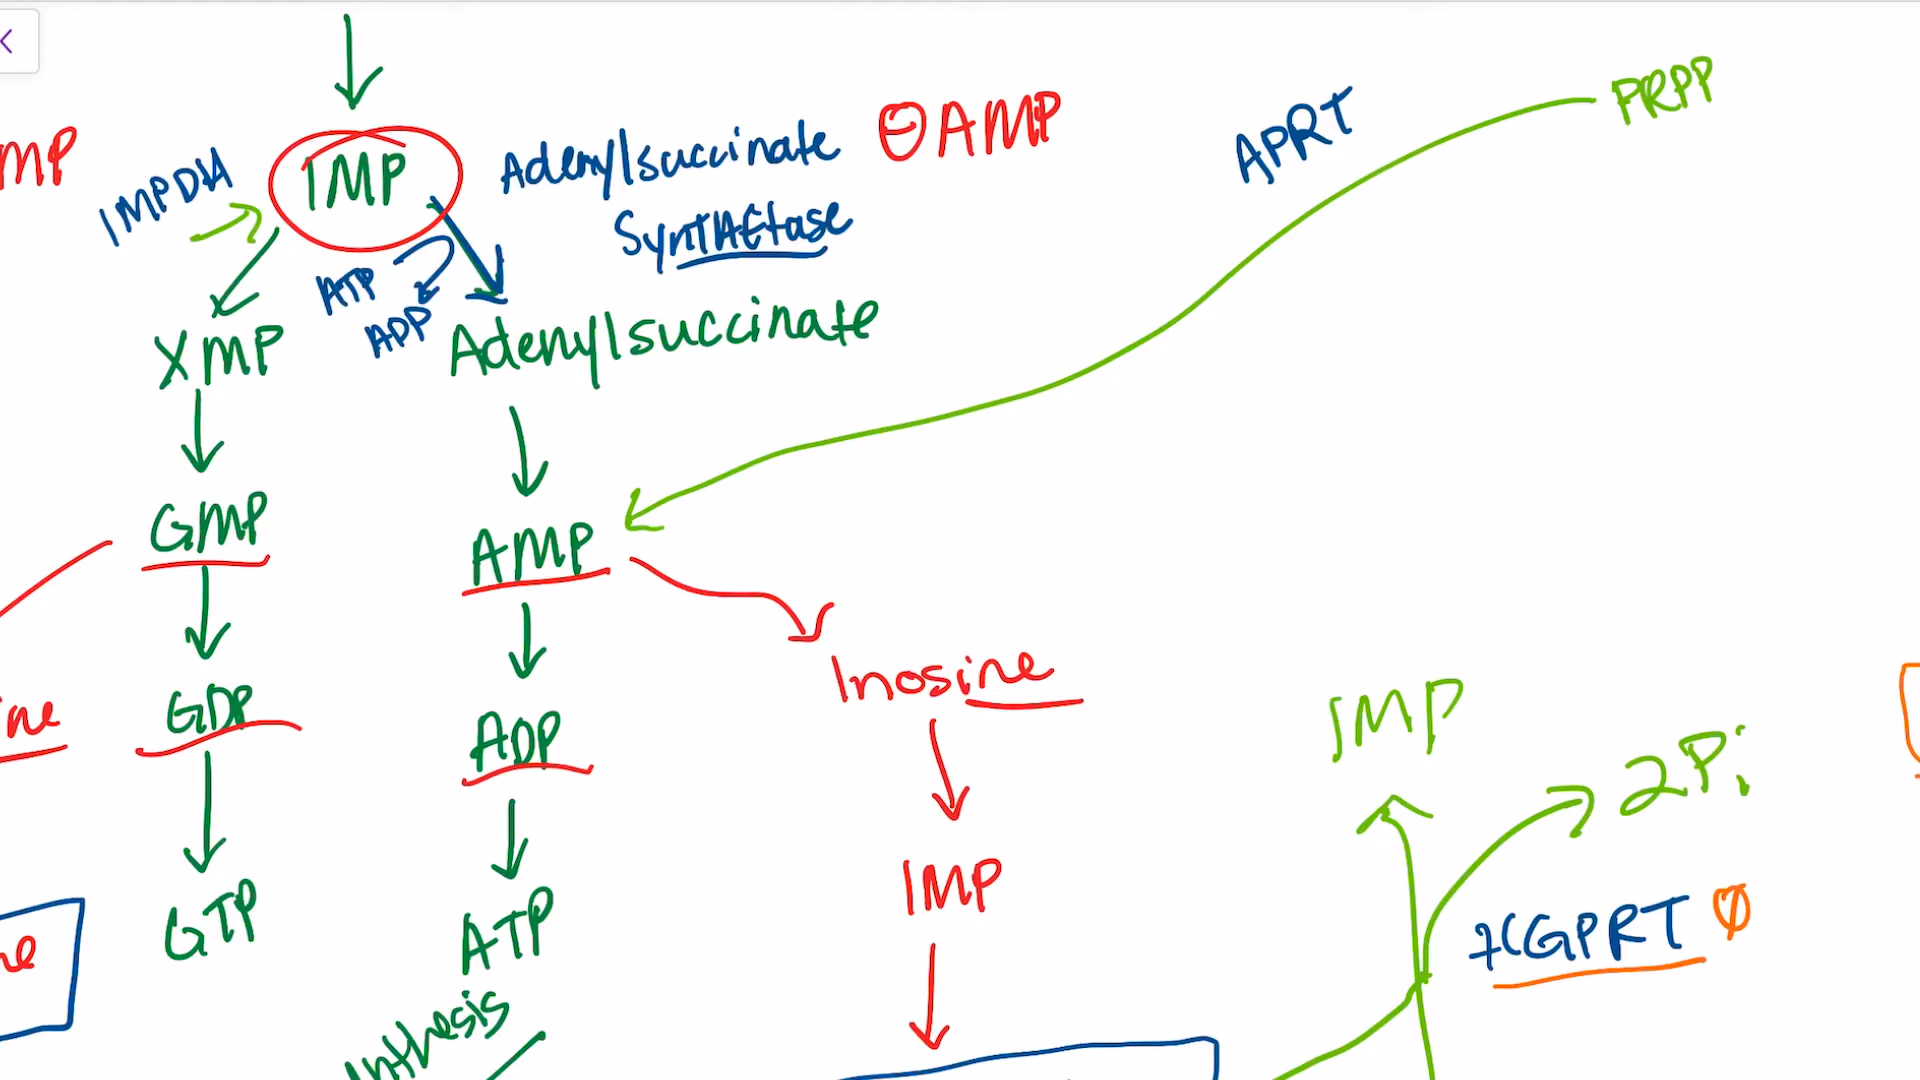 PRPP
APRT
AMP
MP
IMP
IMPDH
Adenylsuccinate
Synthetase
ATP
ADP
XMP
Adenylsuccinate
GMP
AMP
Inosine
GDP
ADP
ine
IMP
2Pi
IMP
GTP
ATP
HGPRT
ne
nthesis